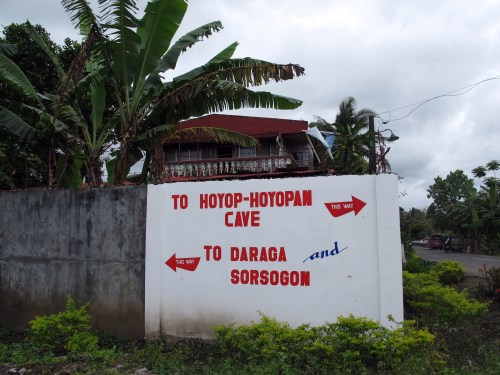 TO HOYOP-HOYOPAN
CAVE
THIS WAY
TO DARAGA and
SORSOGON
THIS WAY